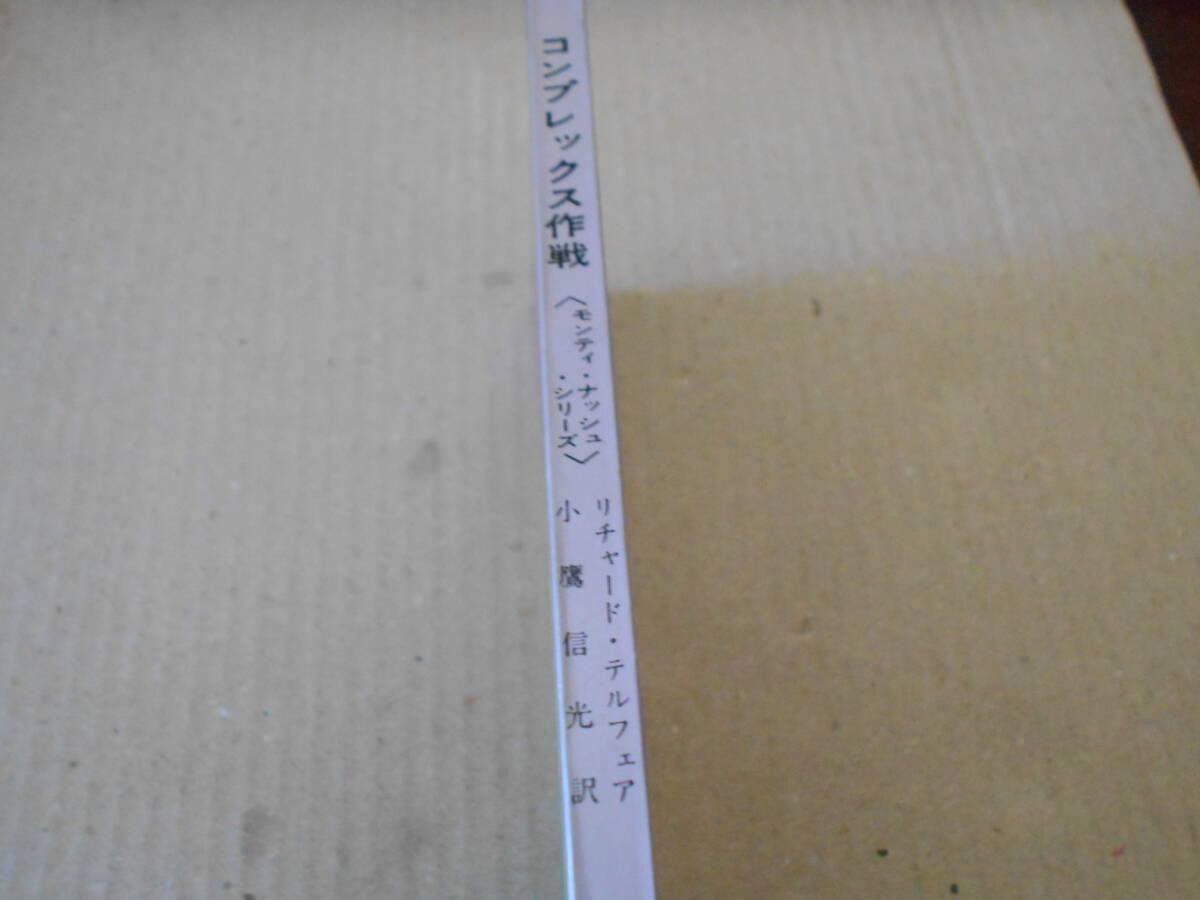 コンプレックス作戦
〈モンティ・ナッシュ
・シリーズ〉
リチャード・テルフェア
小鷹信光訳